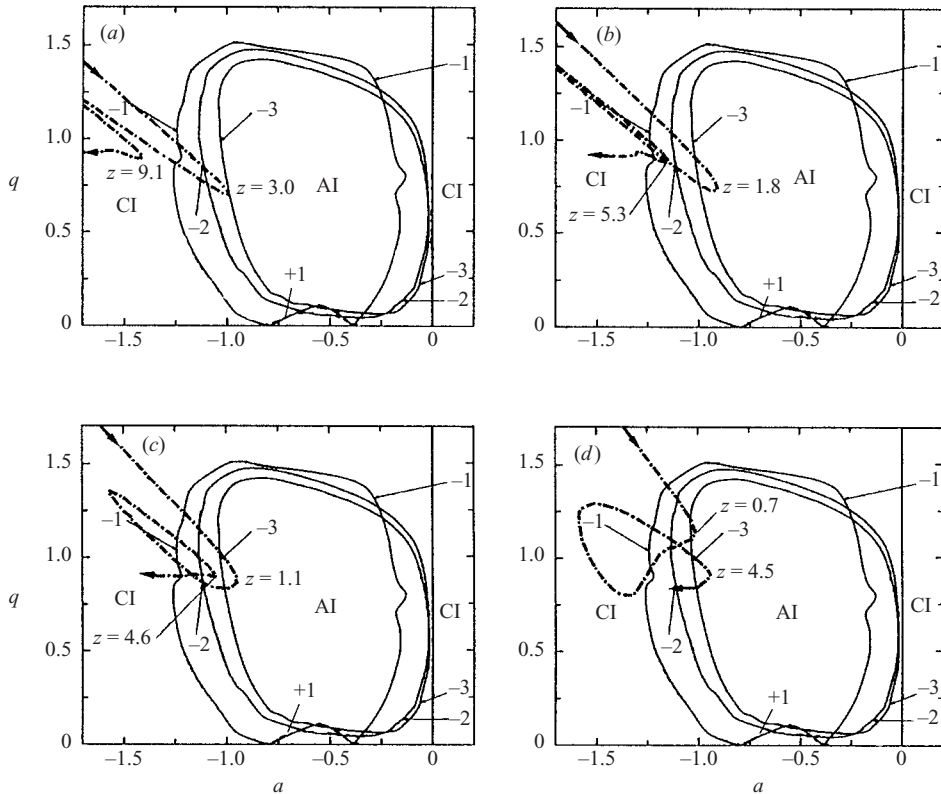 (a)
1.5
–1
–3
–1
1.0
q
z = 9.1
z = 3.0
AI
CI
CI
–2
0.5
+1
–3
–2
0
–1.5
–1.0
–0.5
0
(b)
1.5
–1
–3
–1
1.0
z = 1.8
AI
CI
CI
z = 5.3
–2
0.5
+1
–3
–2
0
–1.5
–1.0
–0.5
0
(c)
1.5
–1
–1
–3
1.0
z = 1.1
q
CI
AI
CI
z = 4.6
–2
0.5
+1
–3
–2
0
–1.5
–1.0
–0.5
0
a
(d)
1.5
–1
z = 0.7
–1
–3
1.0
z = 4.5
CI
AI
CI
–2
0.5
+1
–3
–2
0
–1.5
–1.0
–0.5
0
a